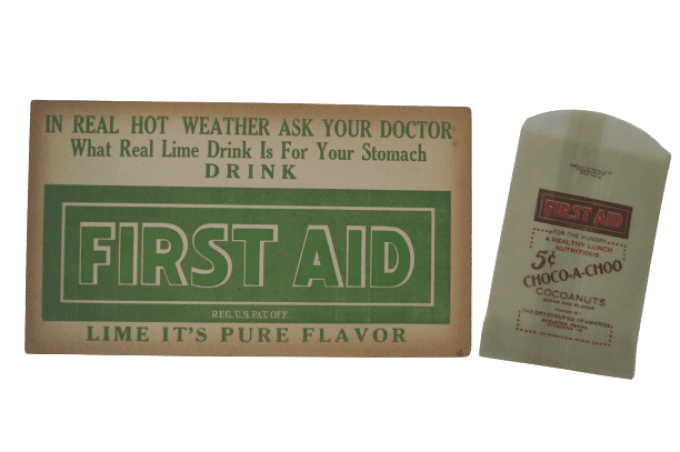 IN REAL HOT WEATHER ASK YOUR DOCTOR
What Real Lime Drink Is For Your Stomach
DRINK
FIRST AID
REG. U.S. PAT. OFF.
LIME IT'S PURE FLAVOR
FIRST AID
FOR THE HUNGRY
A HEALTHY LUNCH
NUTRITIOUS
5¢
CHOCO-A-CHOO
COCOANUTS